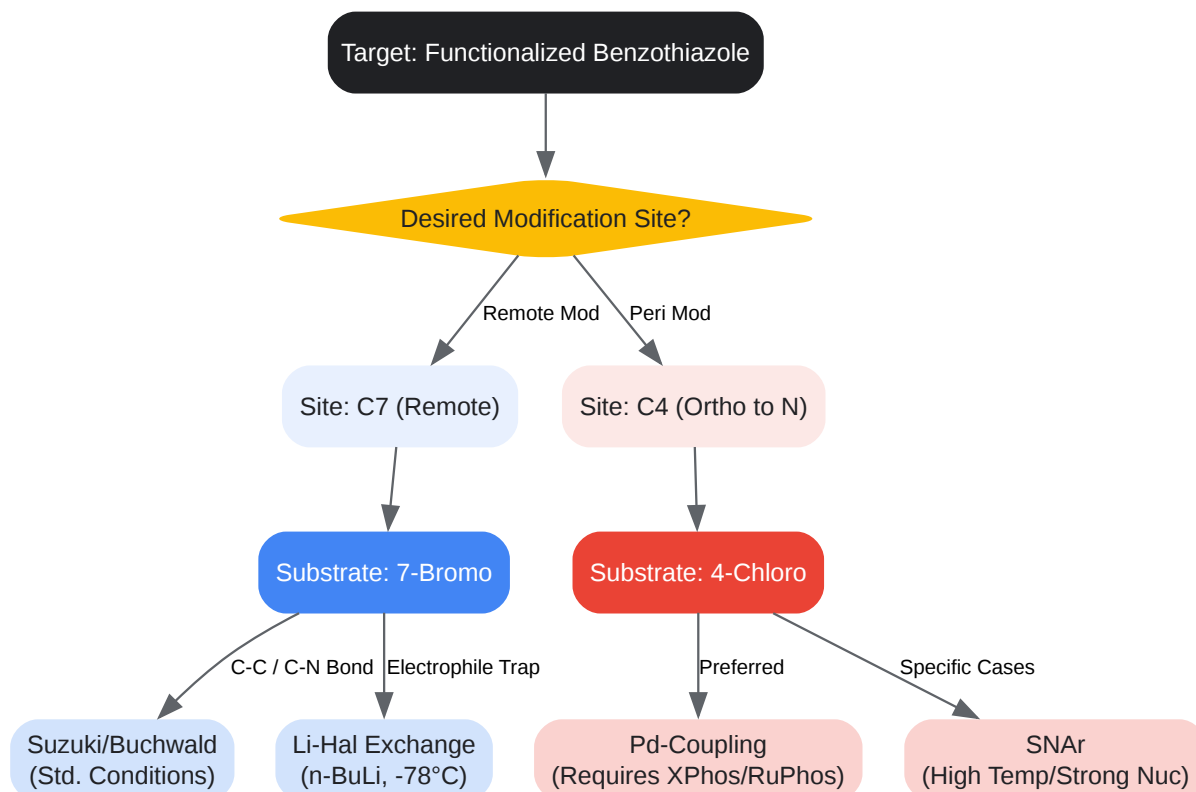 Target: Functionalized Benzothiazole
Desired Modification Site?
Remote Mod
Peri Mod
Site: C7 (Remote)
Site: C4 (Ortho to N)
Substrate: 7-Bromo
Substrate: 4-Chloro
C-C / C-N Bond
Electrophile Trap
Preferred
Specific Cases
Suzuki/Buchwald
(Std. Conditions)
Li-Hal Exchange
(n-BuLi, -78°C)
Pd-Coupling
(Requires XPhos/RuPhos)
SNAr
(High Temp/Strong Nuc)